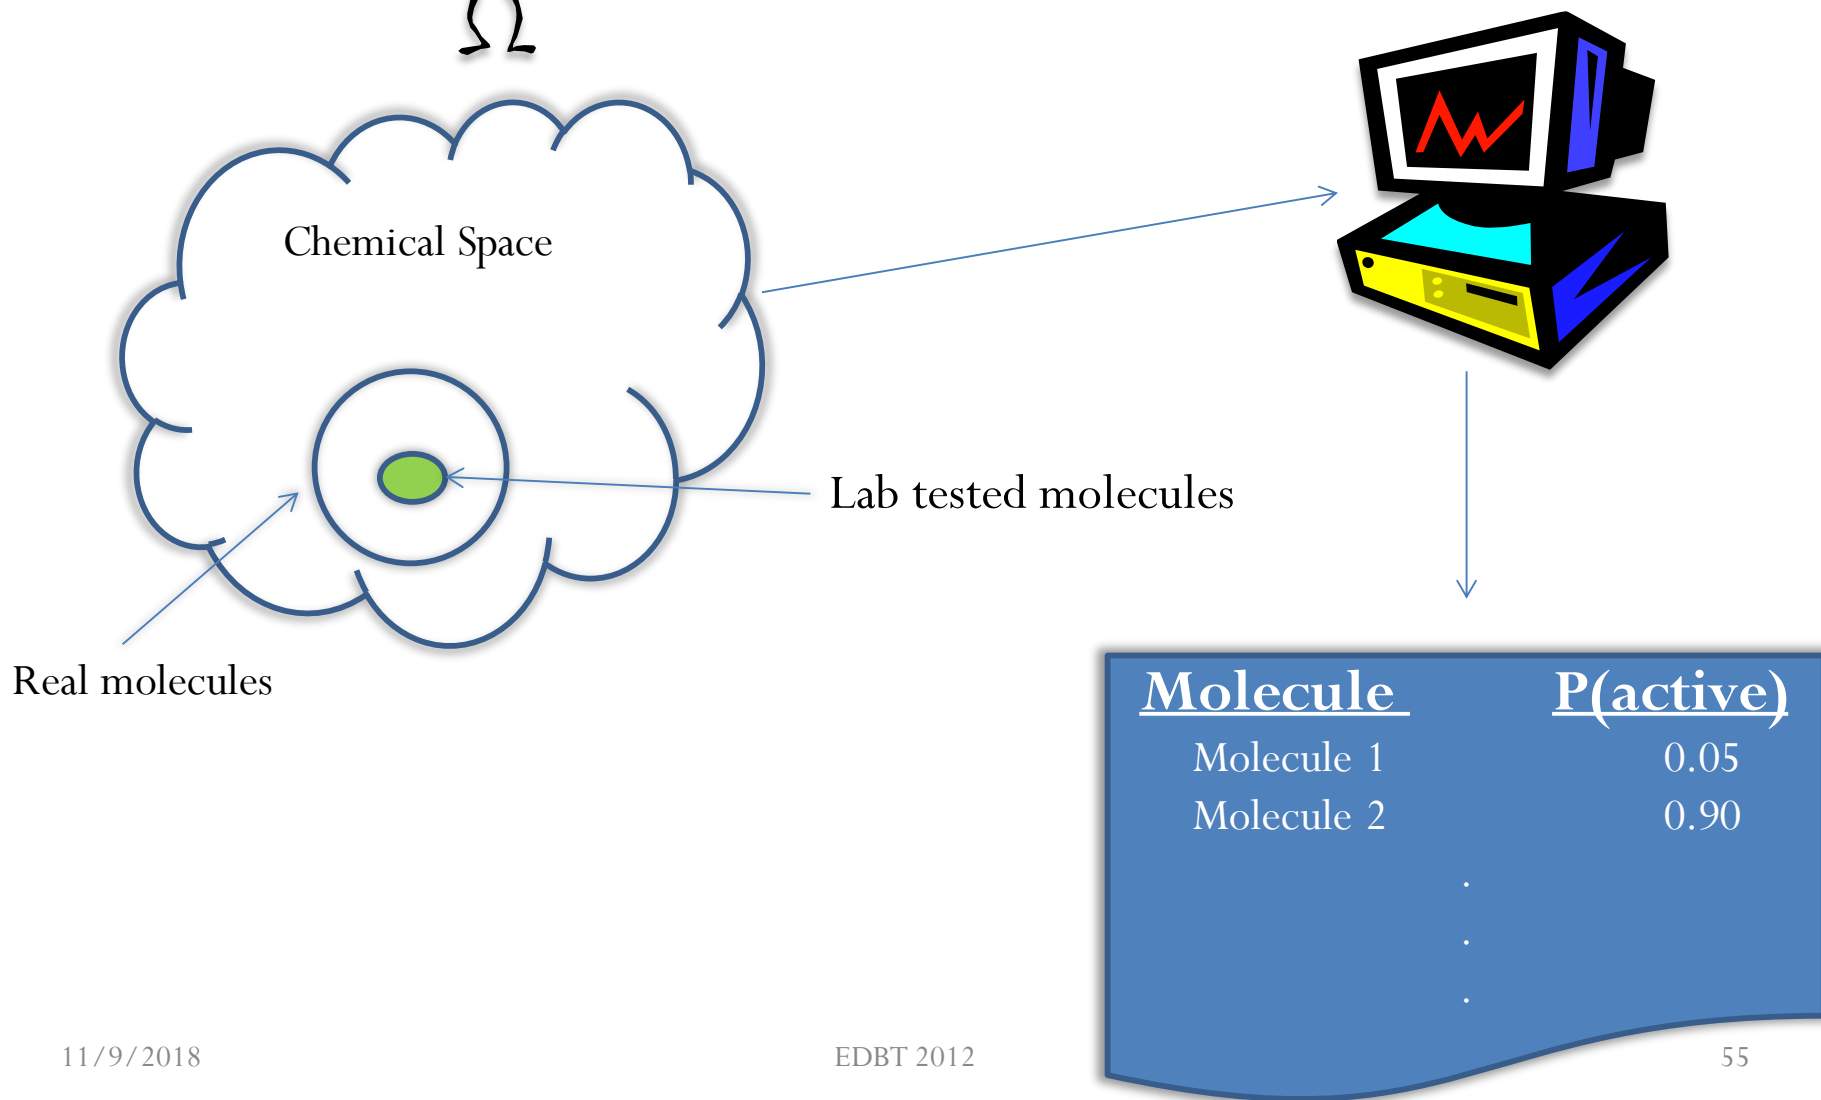 Chemical Space
Lab tested molecules
Real molecules
Molecule P(active)
Molecule 1 0.05
Molecule 2 0.90
.
.
.
11/9/2018 EDBT 2012 55